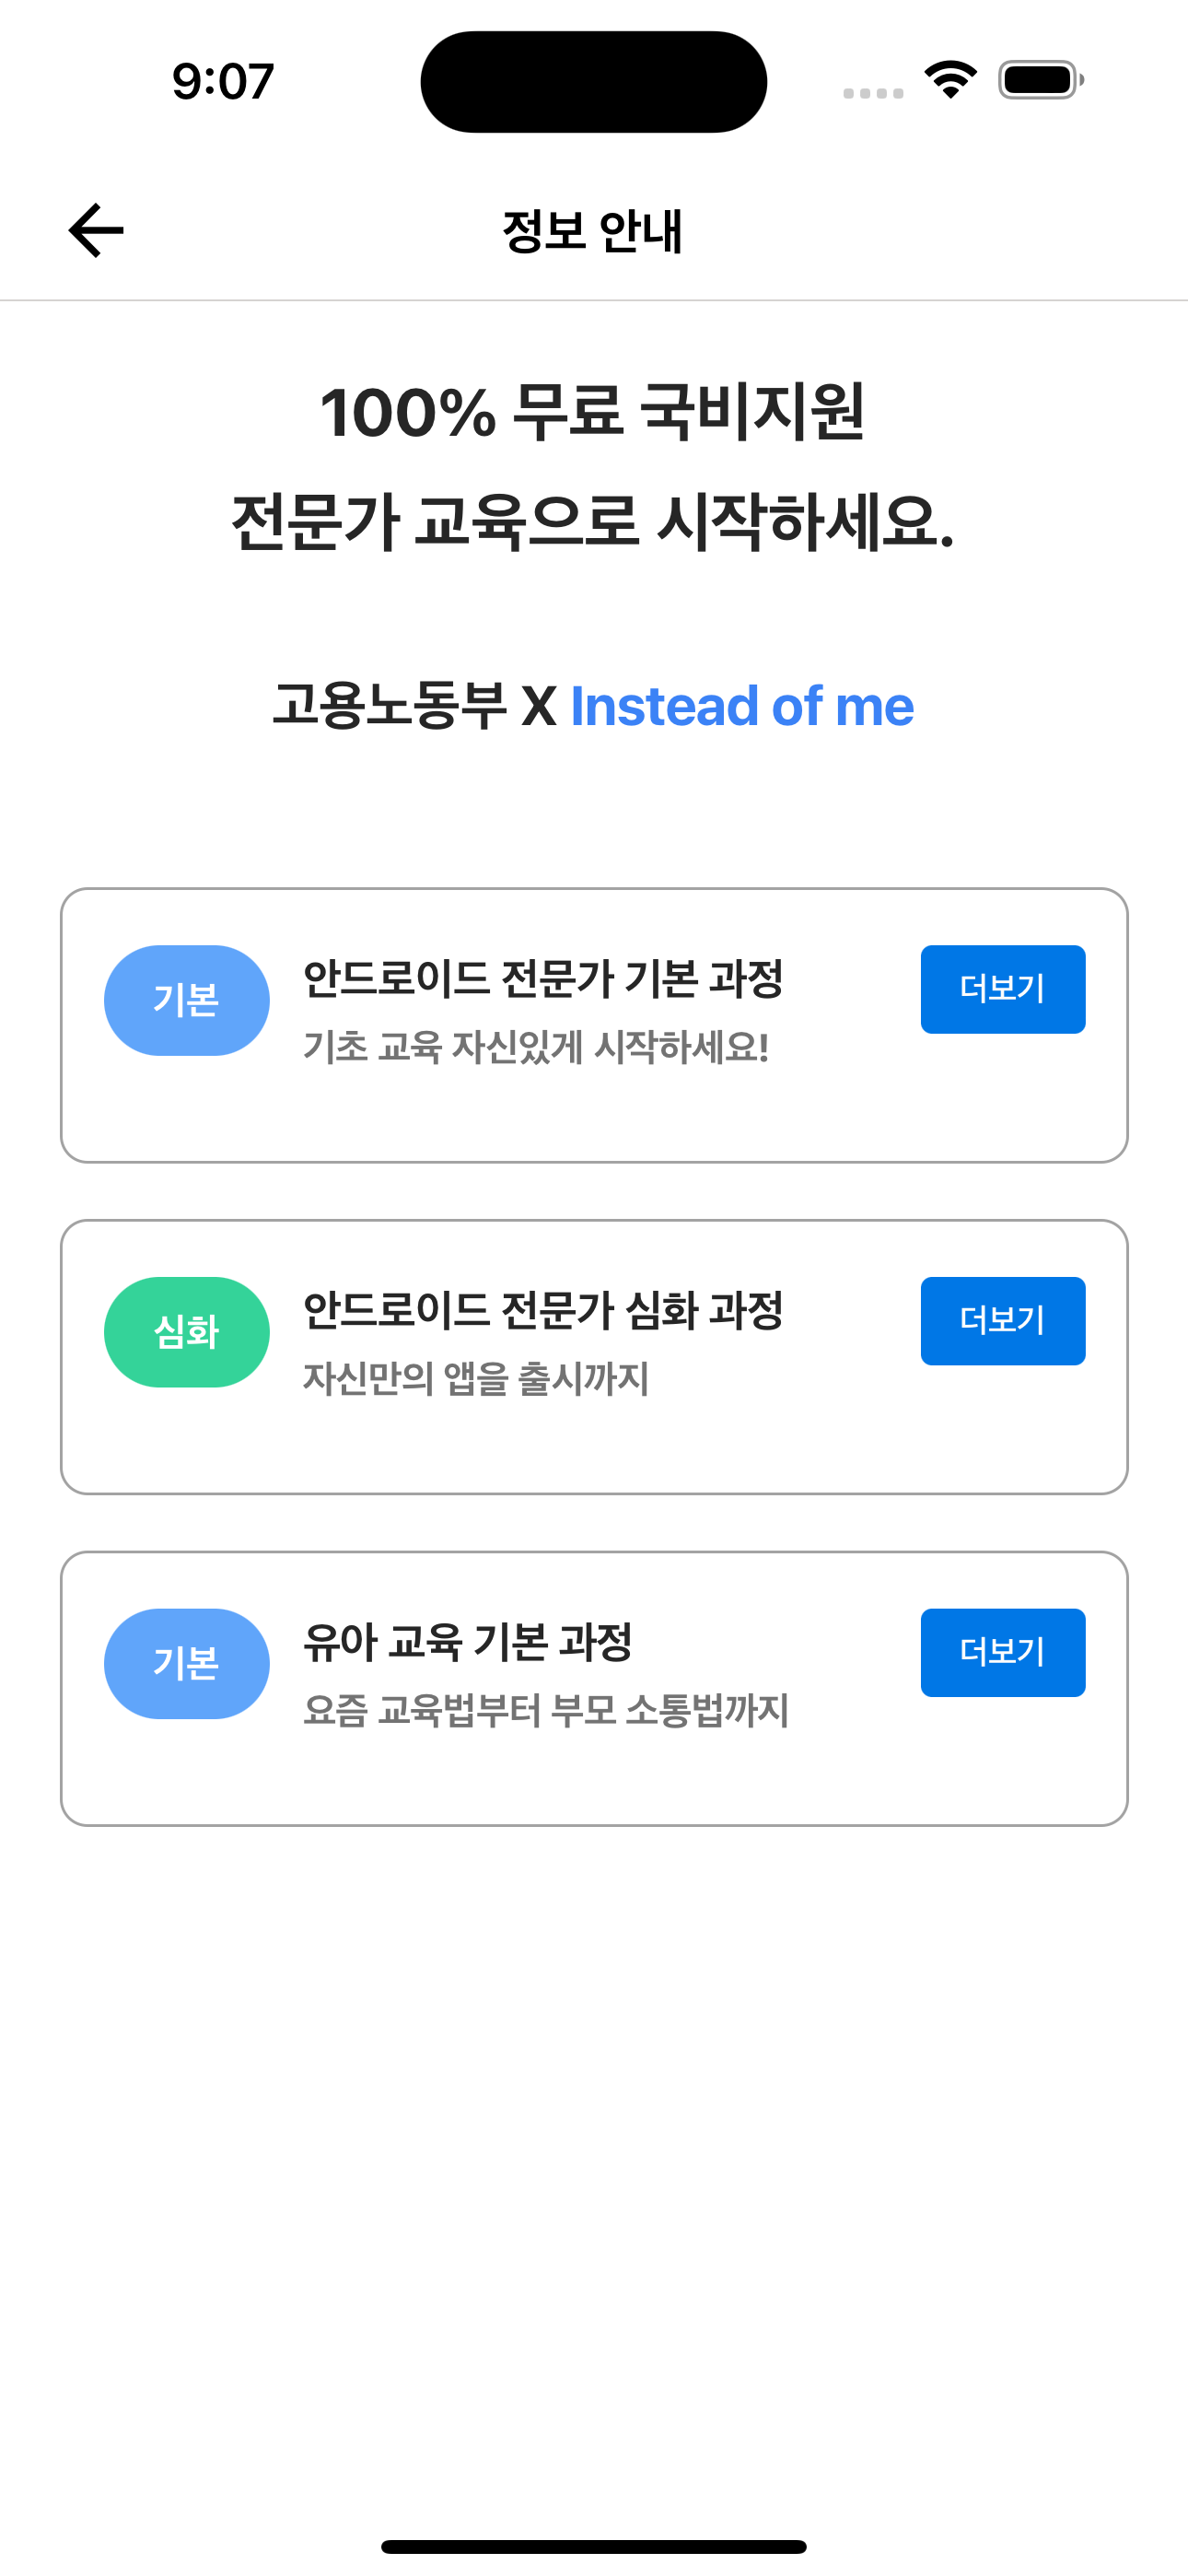 9:07
정보 안내
100% 무료 국비지원
전문가 교육으로 시작하세요.
고용노동부 X Instead of me
기본
안드로이드 전문가 기본 과정
더보기
기초 교육 자신있게 시작하세요!
심화
안드로이드 전문가 심화 과정
더보기
자신만의 앱을 출시까지
기본
유아 교육 기본 과정
더보기
요즘 교육법부터 부모 소통법까지